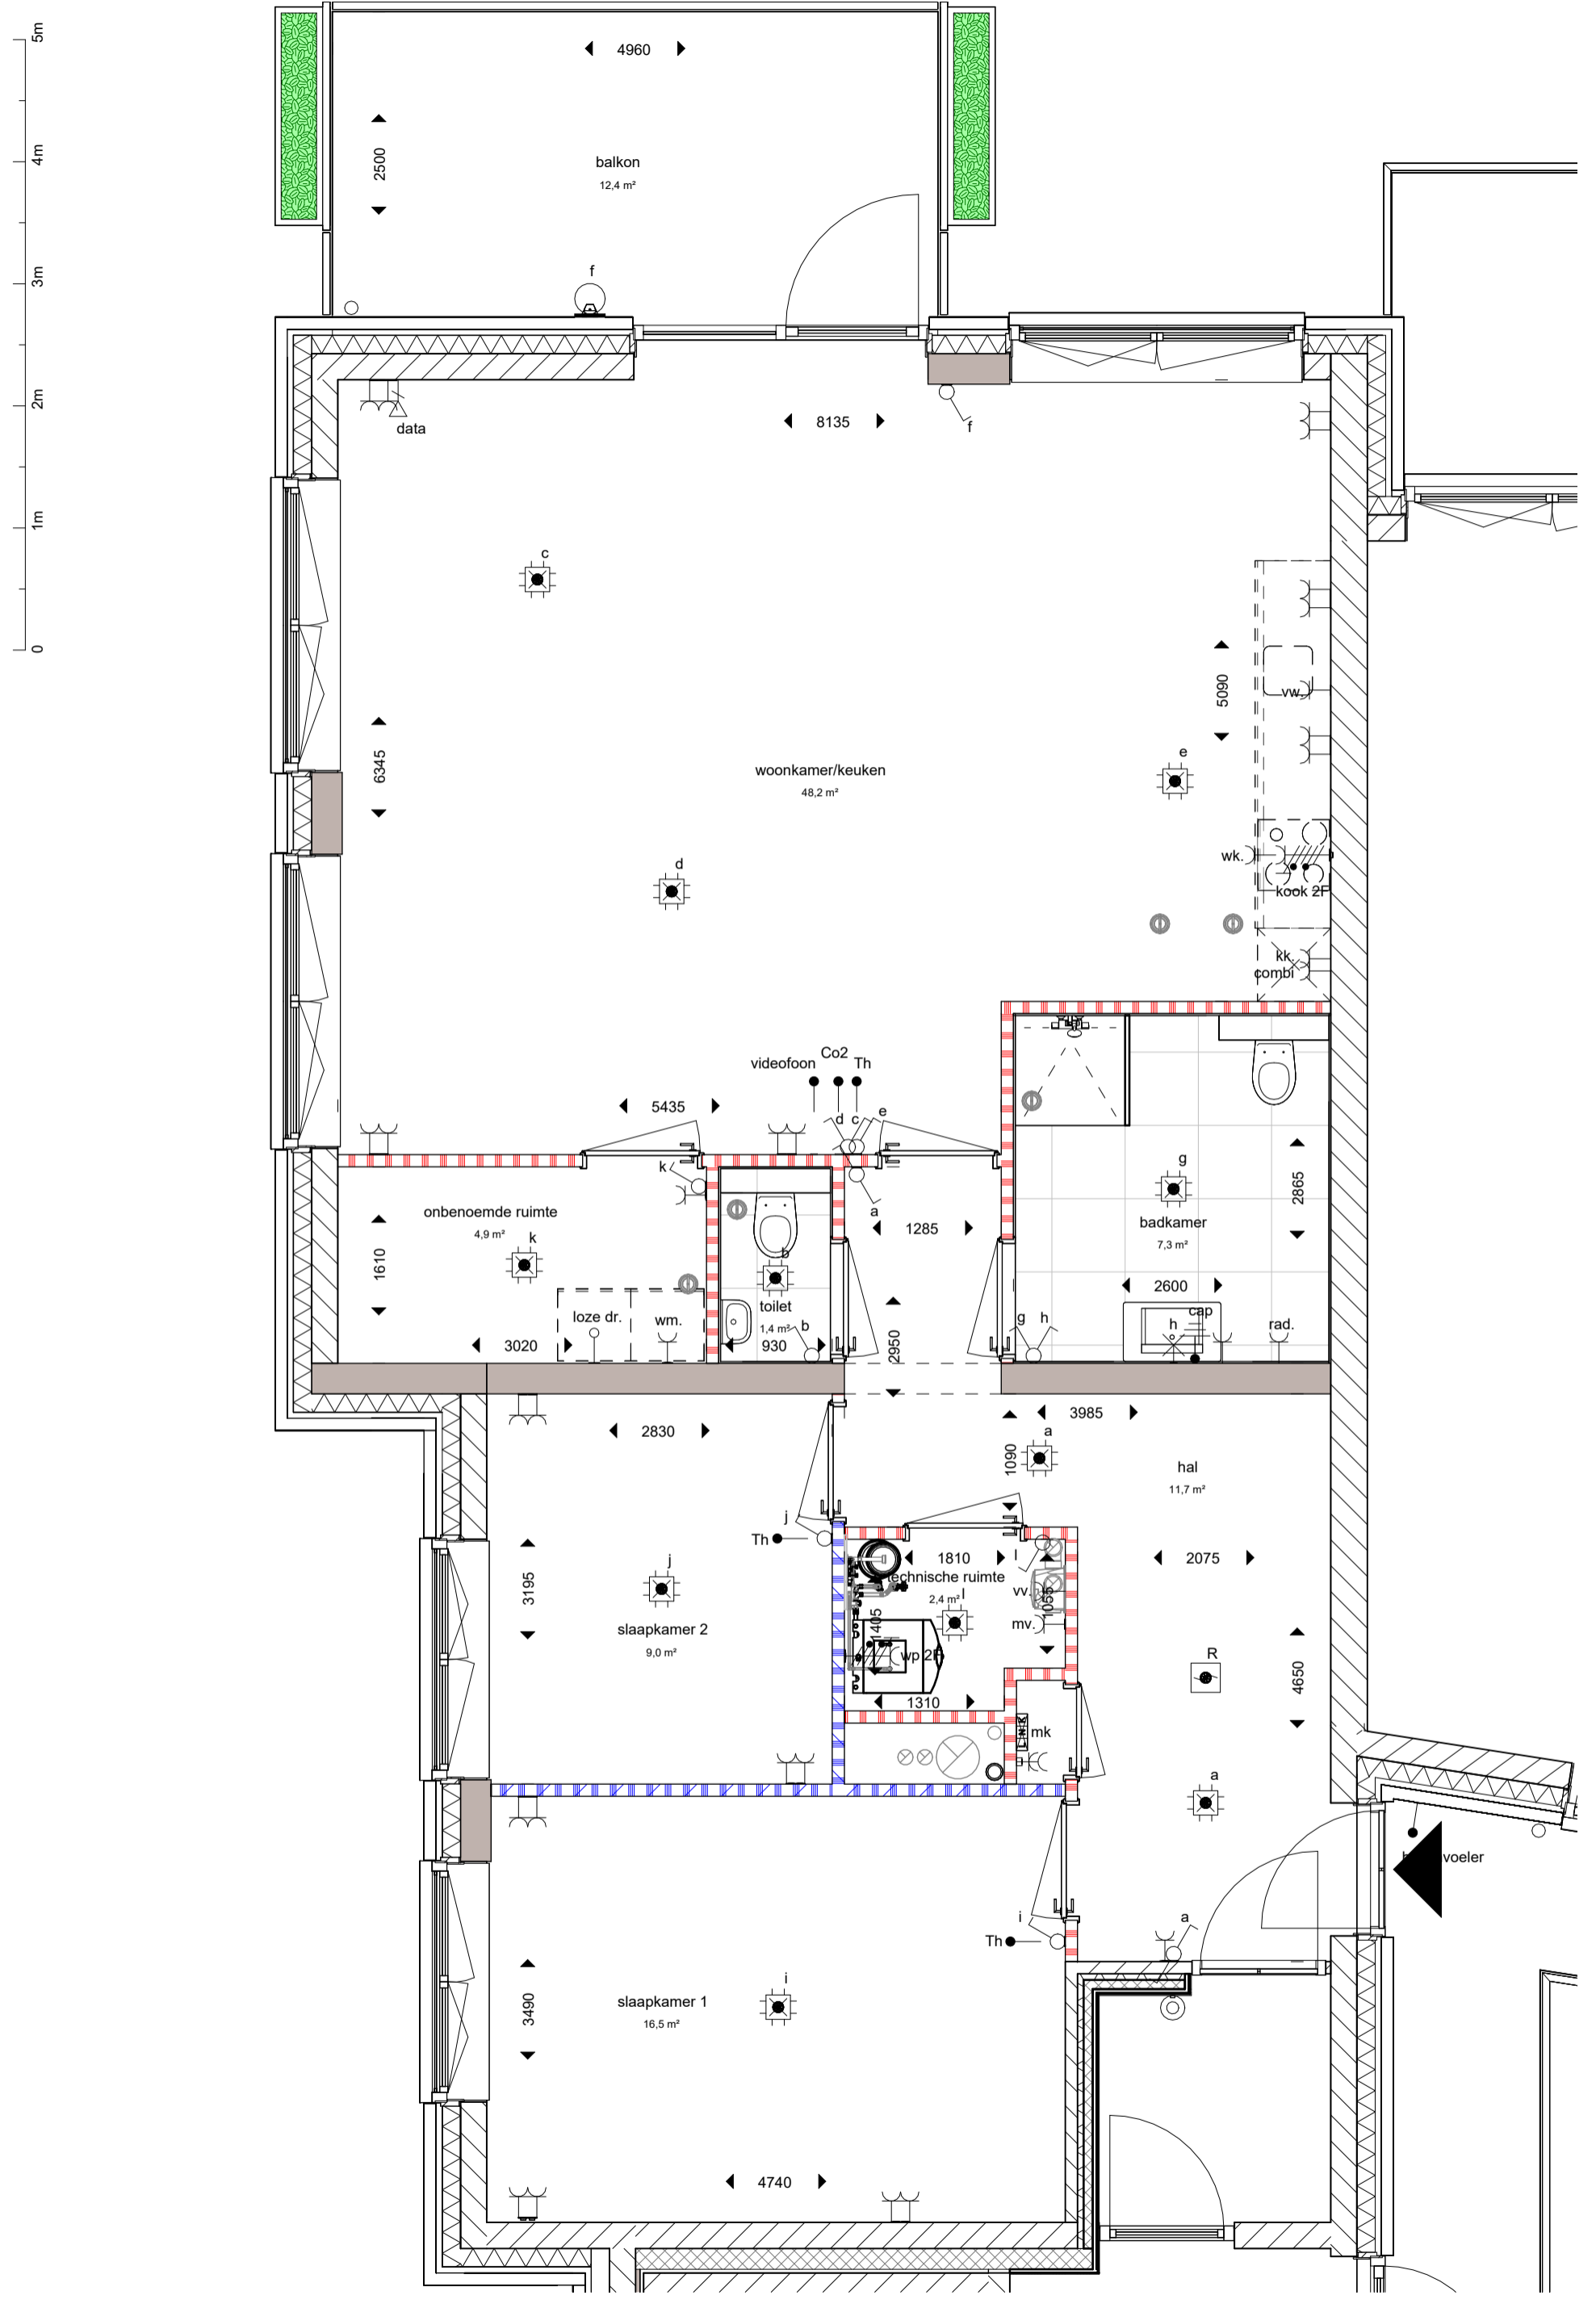 5m
4m
3m
2m
1m
0
4960
2500
balkon
12,4 m²
f
data
8135
f
c
5090
vw.
6345
woonkamer/keuken
48,2 m²
e
d
wk.
kook 2F
kk.
combi
videofoon
Co2
Th
5435
d
c
e
k
a
g
2865
onbenoemde ruimte
4,9 m²
k
1610
1285
badkamer
7,3 m²
b
2600
loze dr.
wm.
toilet
1,4 m²
b
g
h
cap
h
rad.
3020
930
2950
2830
3985
a
1090
hal
11,7 m²
j
Th
l
1810
2075
j
technische ruimte
2,4 m²
l
vv.
1055
3195
slaapkamer 2
9,0 m²
1405
mv.
wp 2F
R
4650
1310
mk
a
voeler
i
Th
a
i
slaapkamer 1
16,5 m²
3490
4740